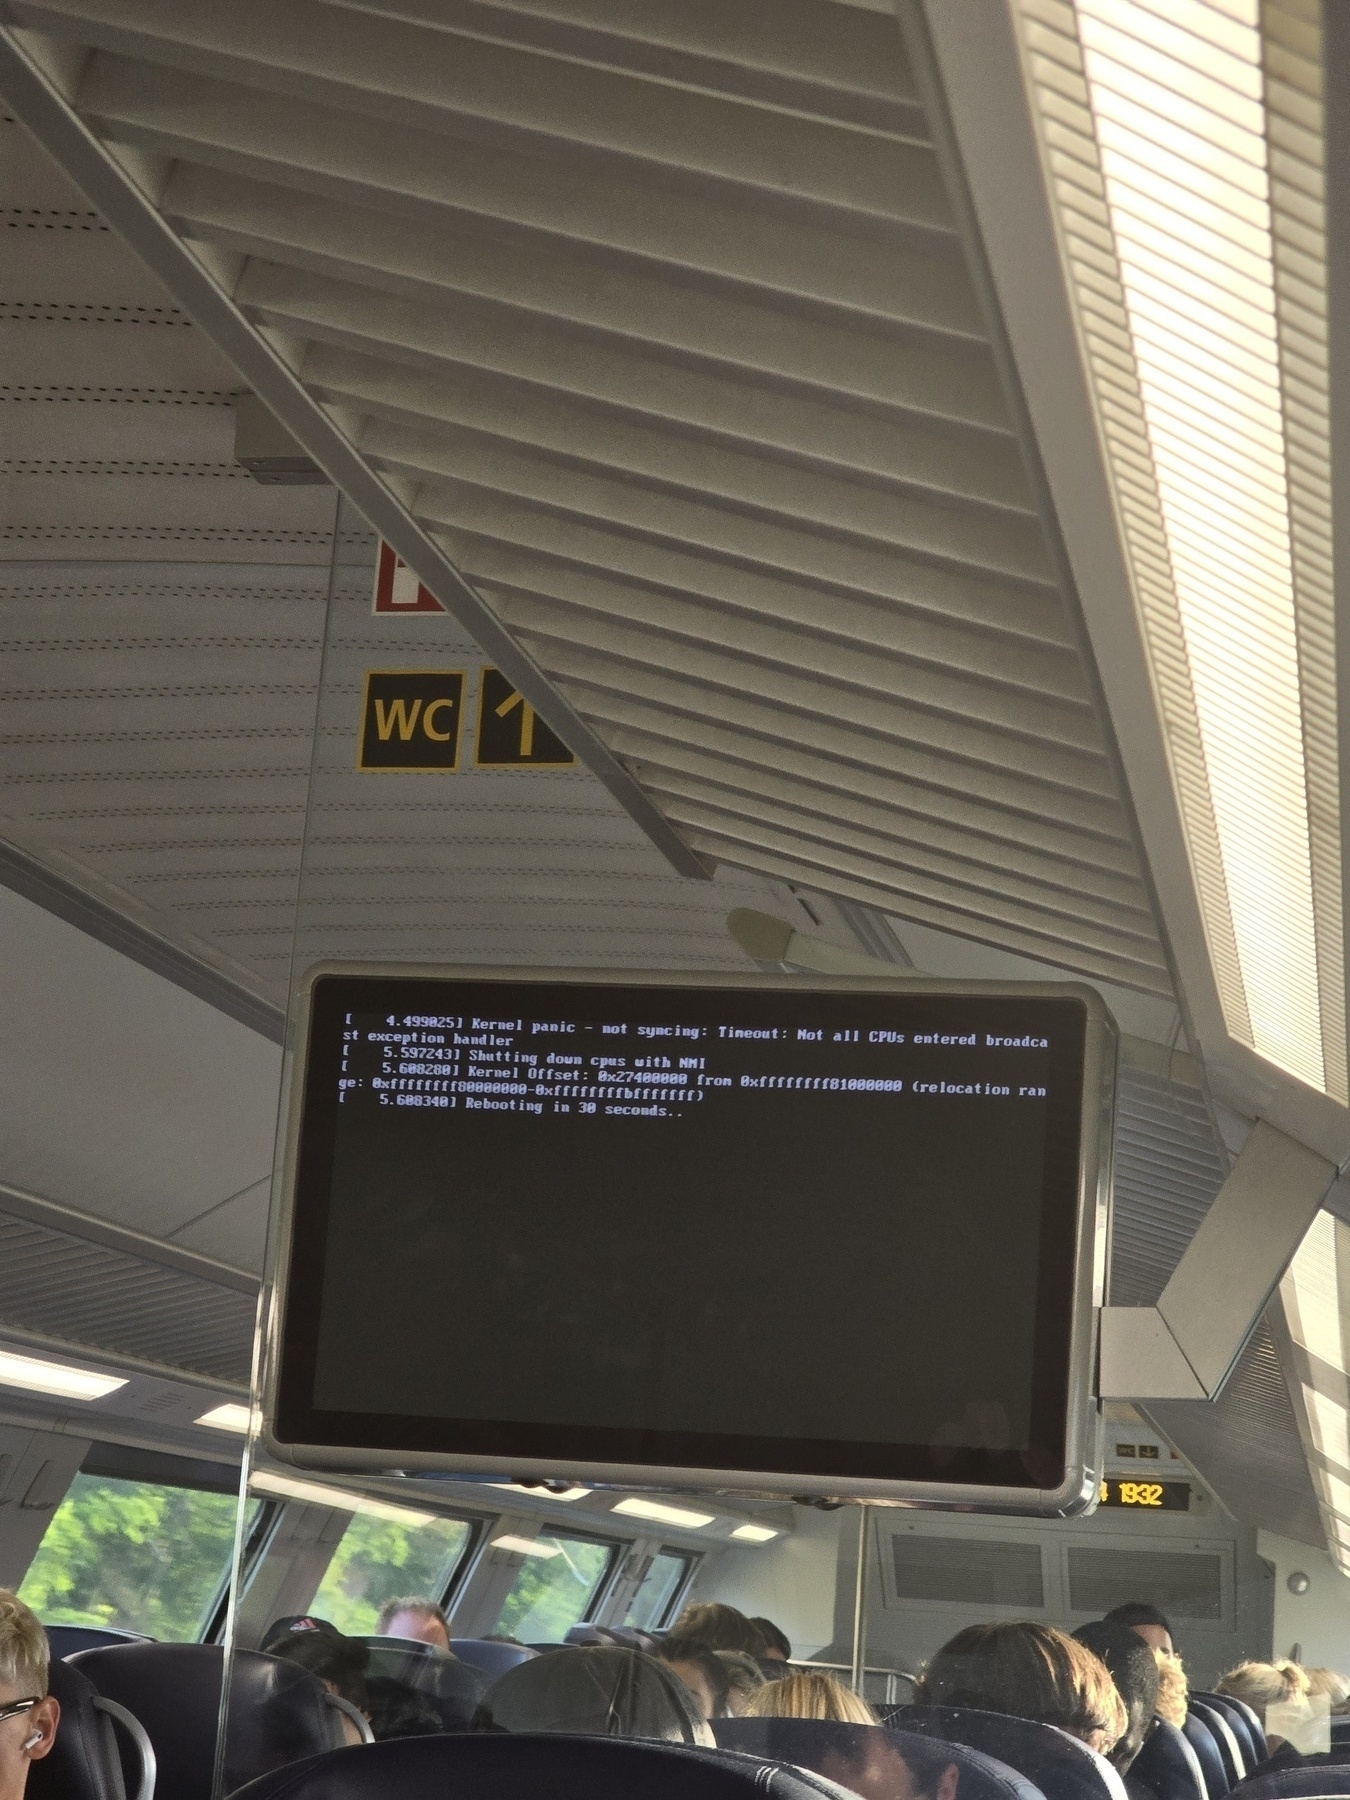 WC ↑
[    4.499025] Kernel panic - not syncing: Timeout: Not all CPUs entered broadca
st exception handler
[    5.597243] Shutting down cpus with NMI
[    5.608280] Kernel Offset: 0x27400000 from 0xffffffff81000000 (relocation ran
ge: 0xffffffff80000000-0xffffffffbfffffff)
[    5.608340] Rebooting in 30 seconds..
WC ↓
1932